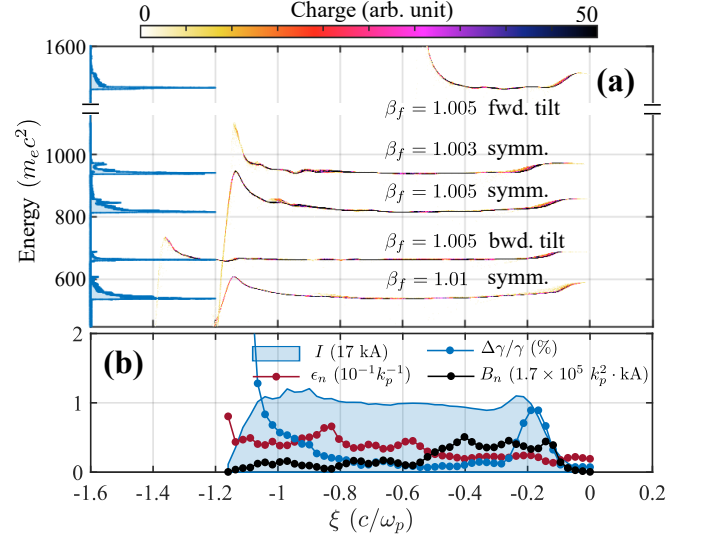 Charge (arb. unit)
0 50
1600
(a)
β_f = 1.005 fwd. tilt
β_f = 1.003 symm.
1000
β_f = 1.005 symm.
800
β_f = 1.005 bwd. tilt
β_f = 1.01 symm.
600
Energy (m_e c^2)
2
(b)
I (17 kA)
Δγ/γ (%)
ϵ_n (10^{-1} k_p^{-1})
B_n (1.7 × 10^5 k_p^2 · kA)
1
0
-1.6 -1.4 -1.2 -1 -0.8 -0.6 -0.4 -0.2 0 0.2
ξ (c/ω_p)